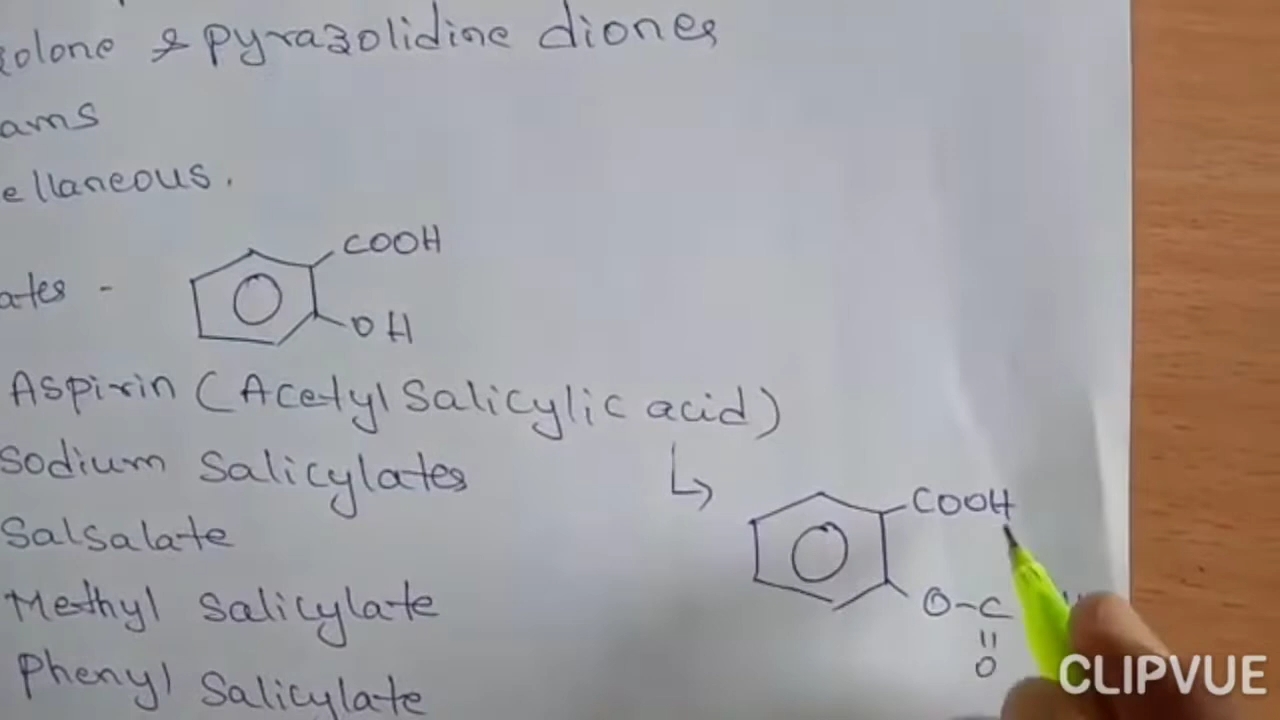 zolone & pyrazolidine diones
ams
ellaneous.
COOH
ates -
OH
Aspirin (Acetyl Salicylic acid)
Sodium Salicylates
COOH
Salsalate
O-C
Methyl Salicylate
O
Phenyl Salicylate
CLIPVUE